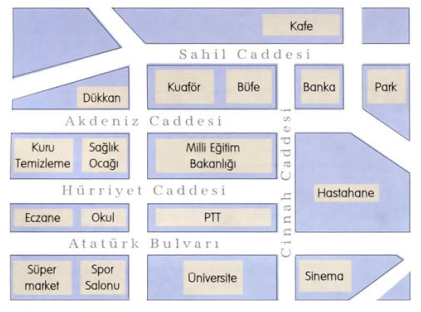 Kafe
Sahil Caddesi
Dükkan
Kuaför
Büfe
Banka
Park
Akdeniz Caddesi
Kuru
Temizleme
Sağlık
Ocağı
Milli Eğitim
Bakanlığı
Cinnah Caddesi
Hastahane
Hürriyet Caddesi
Eczane
Okul
PTT
Atatürk Bulvarı
Süper
market
Spor
Salonu
Üniversite
Sinema